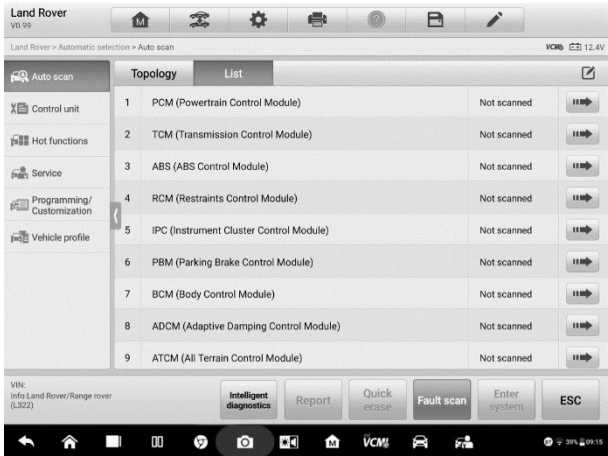 Land Rover
V0.99
Land Rover > Automatic selection > Auto scan
VCMI 12.4V
Auto scan
Control unit
Hot functions
Service
Programming/
Customization
Vehicle profile
Topology List
1 PCM (Powertrain Control Module) Not scanned
2 TCM (Transmission Control Module) Not scanned
3 ABS (ABS Control Module) Not scanned
4 RCM (Restraints Control Module) Not scanned
5 IPC (Instrument Cluster Control Module) Not scanned
6 PBM (Parking Brake Control Module) Not scanned
7 BCM (Body Control Module) Not scanned
8 ADCM (Adaptive Damping Control Module) Not scanned
9 ATCM (All Terrain Control Module) Not scanned
VIN:
Info:Land Rover/Range rover
(L322)
Intelligent
diagnostics
Report
Quick
erase
Fault scan
Enter
system
ESC
VCMI
39% 09:15